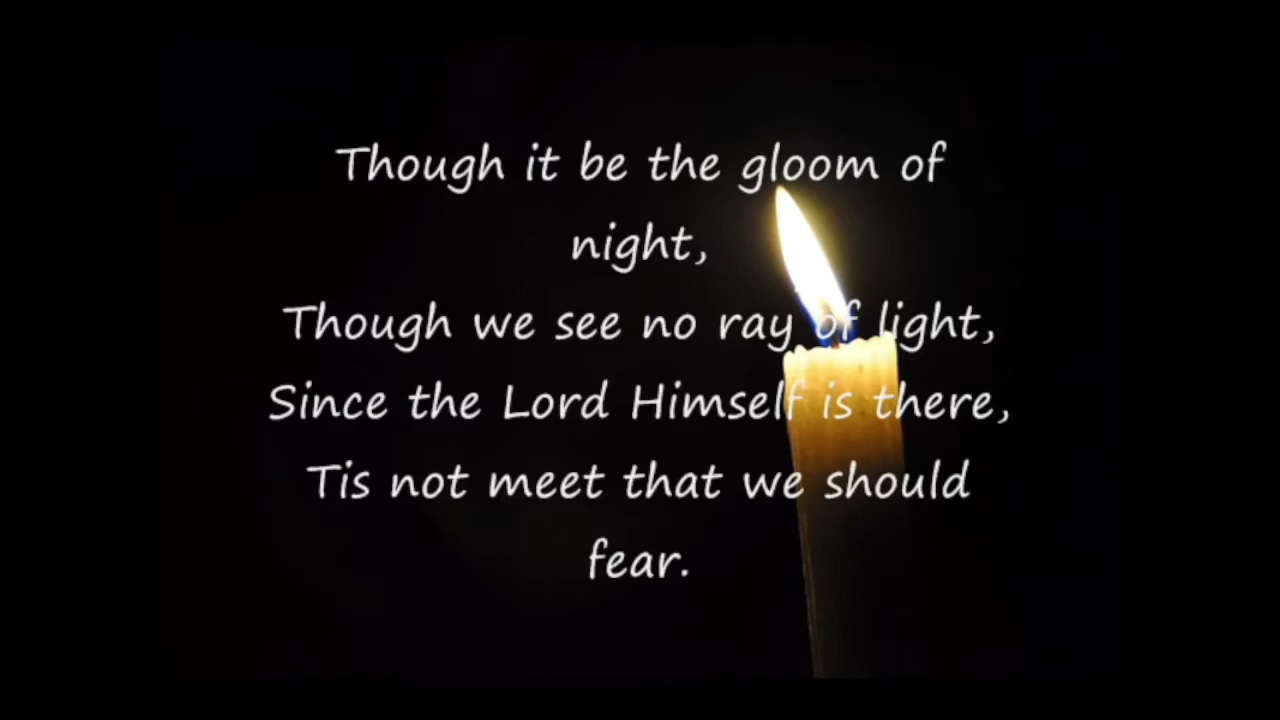 Though it be the gloom of
night,
Though we see no ray of light,
Since the Lord Himself is there,
Tis not meet that we should
fear.